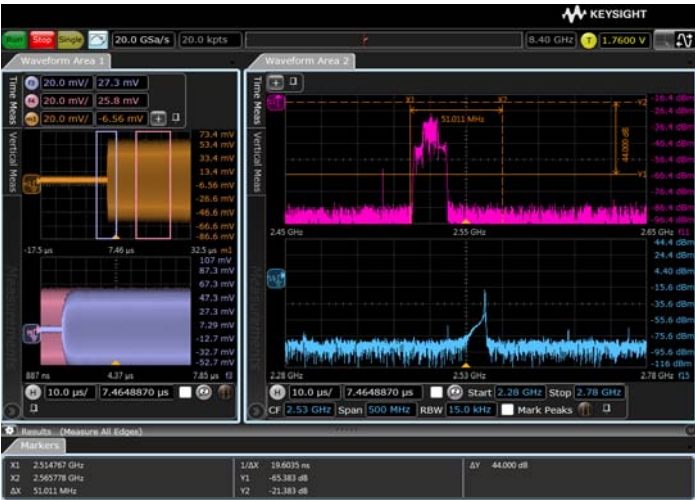 KEYSIGHT
Run Stop Single 20.0 GSa/s 20.0 kpts 8.40 GHz T 1.7600 V
Waveform Area 1
Waveform Area 2
Time Meas
Vertical Meas
Measurements
20.0 mV/ 27.3 mV
20.0 mV/ 25.8 mV
20.0 mV/ -6.56 mV
73.4 mV
53.4 mV
33.4 mV
13.4 mV
-6.56 mV
-26.6 mV
-46.6 mV
-66.6 mV
-86.6 mV
-17.5 µs 7.46 µs 32.5 µs m1
107 mV
87.3 mV
67.3 mV
47.3 mV
27.3 mV
7.29 mV
-12.7 mV
-32.7 mV
-52.7 mV
887 ns 4.37 µs 7.85 µs f3
H 10.0 µs/ 7.4648870 µs
Time Meas
Vertical Meas
Measurements
X1 X2 Y2
51.011 MHz
44.000 dB
Y1
-16.4 dBm
-36.4 dBm
-56.4 dBm
-76.4 dBm
-96.4 dBm
2.45 GHz 2.55 GHz 2.65 GHz f11
44.4 dBm
24.4 dBm
4.40 dBm
-15.6 dBm
-35.6 dBm
-55.6 dBm
-75.6 dBm
-95.6 dBm
-116 dBm
2.28 GHz 2.53 GHz 2.78 GHz f15
H 10.0 µs/ 7.4648870 µs Start 2.28 GHz Stop 2.78 GHz
CF 2.53 GHz Span 500 MHz RBW 15.0 kHz Mark Peaks
Results (Measure All Edges)
Markers
X1 2.514767 GHz 1/ΔX 19.6035 ns ΔY 44.000 dB
X2 2.565778 GHz Y1 -65.383 dB
ΔX 51.011 MHz Y2 -21.383 dB